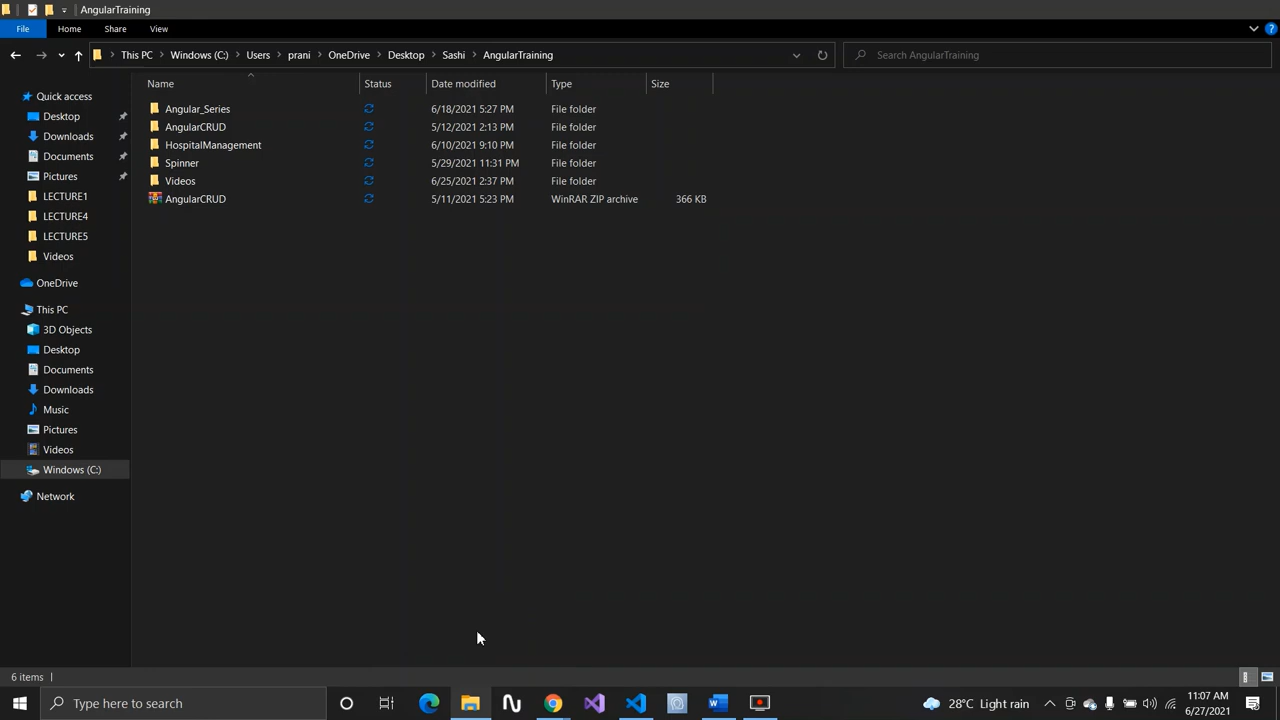 AngularTraining
File Home Share View
This PC Windows (C:) Users prani OneDrive Desktop Sashi AngularTraining Search AngularTraining
Name Status Date modified Type Size
Quick access
Desktop
Downloads
Documents
Pictures
LECTURE1
LECTURE4
LECTURE5
Videos
OneDrive
This PC
3D Objects
Desktop
Documents
Downloads
Music
Pictures
Videos
Windows (C:)
Network
Angular_Series 6/18/2021 5:27 PM File folder
AngularCRUD 5/12/2021 2:13 PM File folder
HospitalManagement 6/10/2021 9:10 PM File folder
Spinner 5/29/2021 11:31 PM File folder
Videos 6/25/2021 2:37 PM File folder
AngularCRUD 5/11/2021 5:23 PM WinRAR ZIP archive 366 KB
6 items
Type here to search 28°C Light rain 11:07 AM
6/27/2021